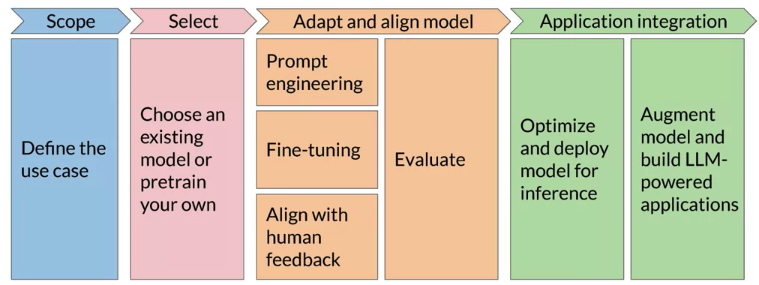 Scope
Select
Adapt and align model
Application integration
Define the
use case
Choose an
existing
model or
pretrain
your own
Prompt
engineering
Fine-tuning
Align with
human
feedback
Evaluate
Optimize
and deploy
model for
inference
Augment
model and
build LLM-
powered
applications